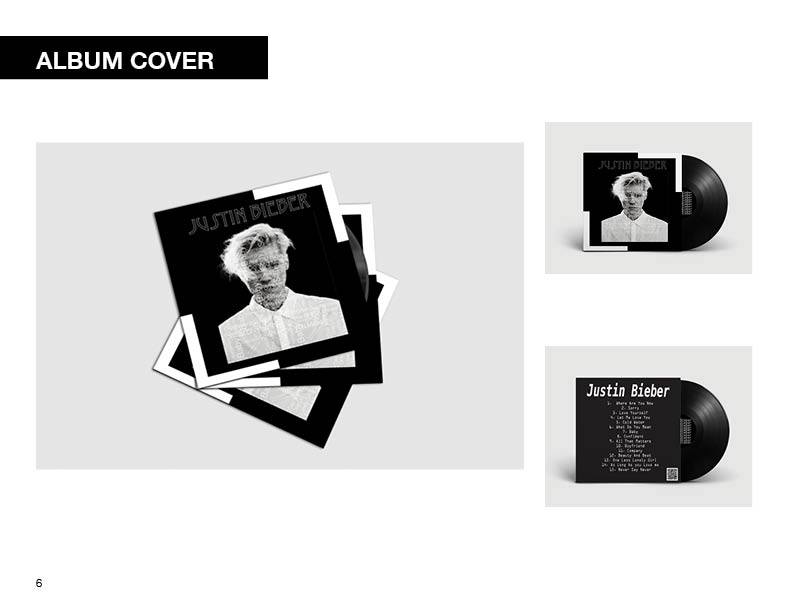 ALBUM COVER
JUSTIN BIEBER
JUSTIN BIEBER
Justin Bieber
1. Where Are You Now
2. Sorry
3. Love Yourself
4. Let Me Love You
5. Cold Water
6. What Do You Mean
7. Baby
8. Confident
9. All That Matters
10. Boyfriend
11. Company
12. Beauty And Beat
13. One Less Lonely Girl
14. As Long As you Love me
15. Never Say Never
6